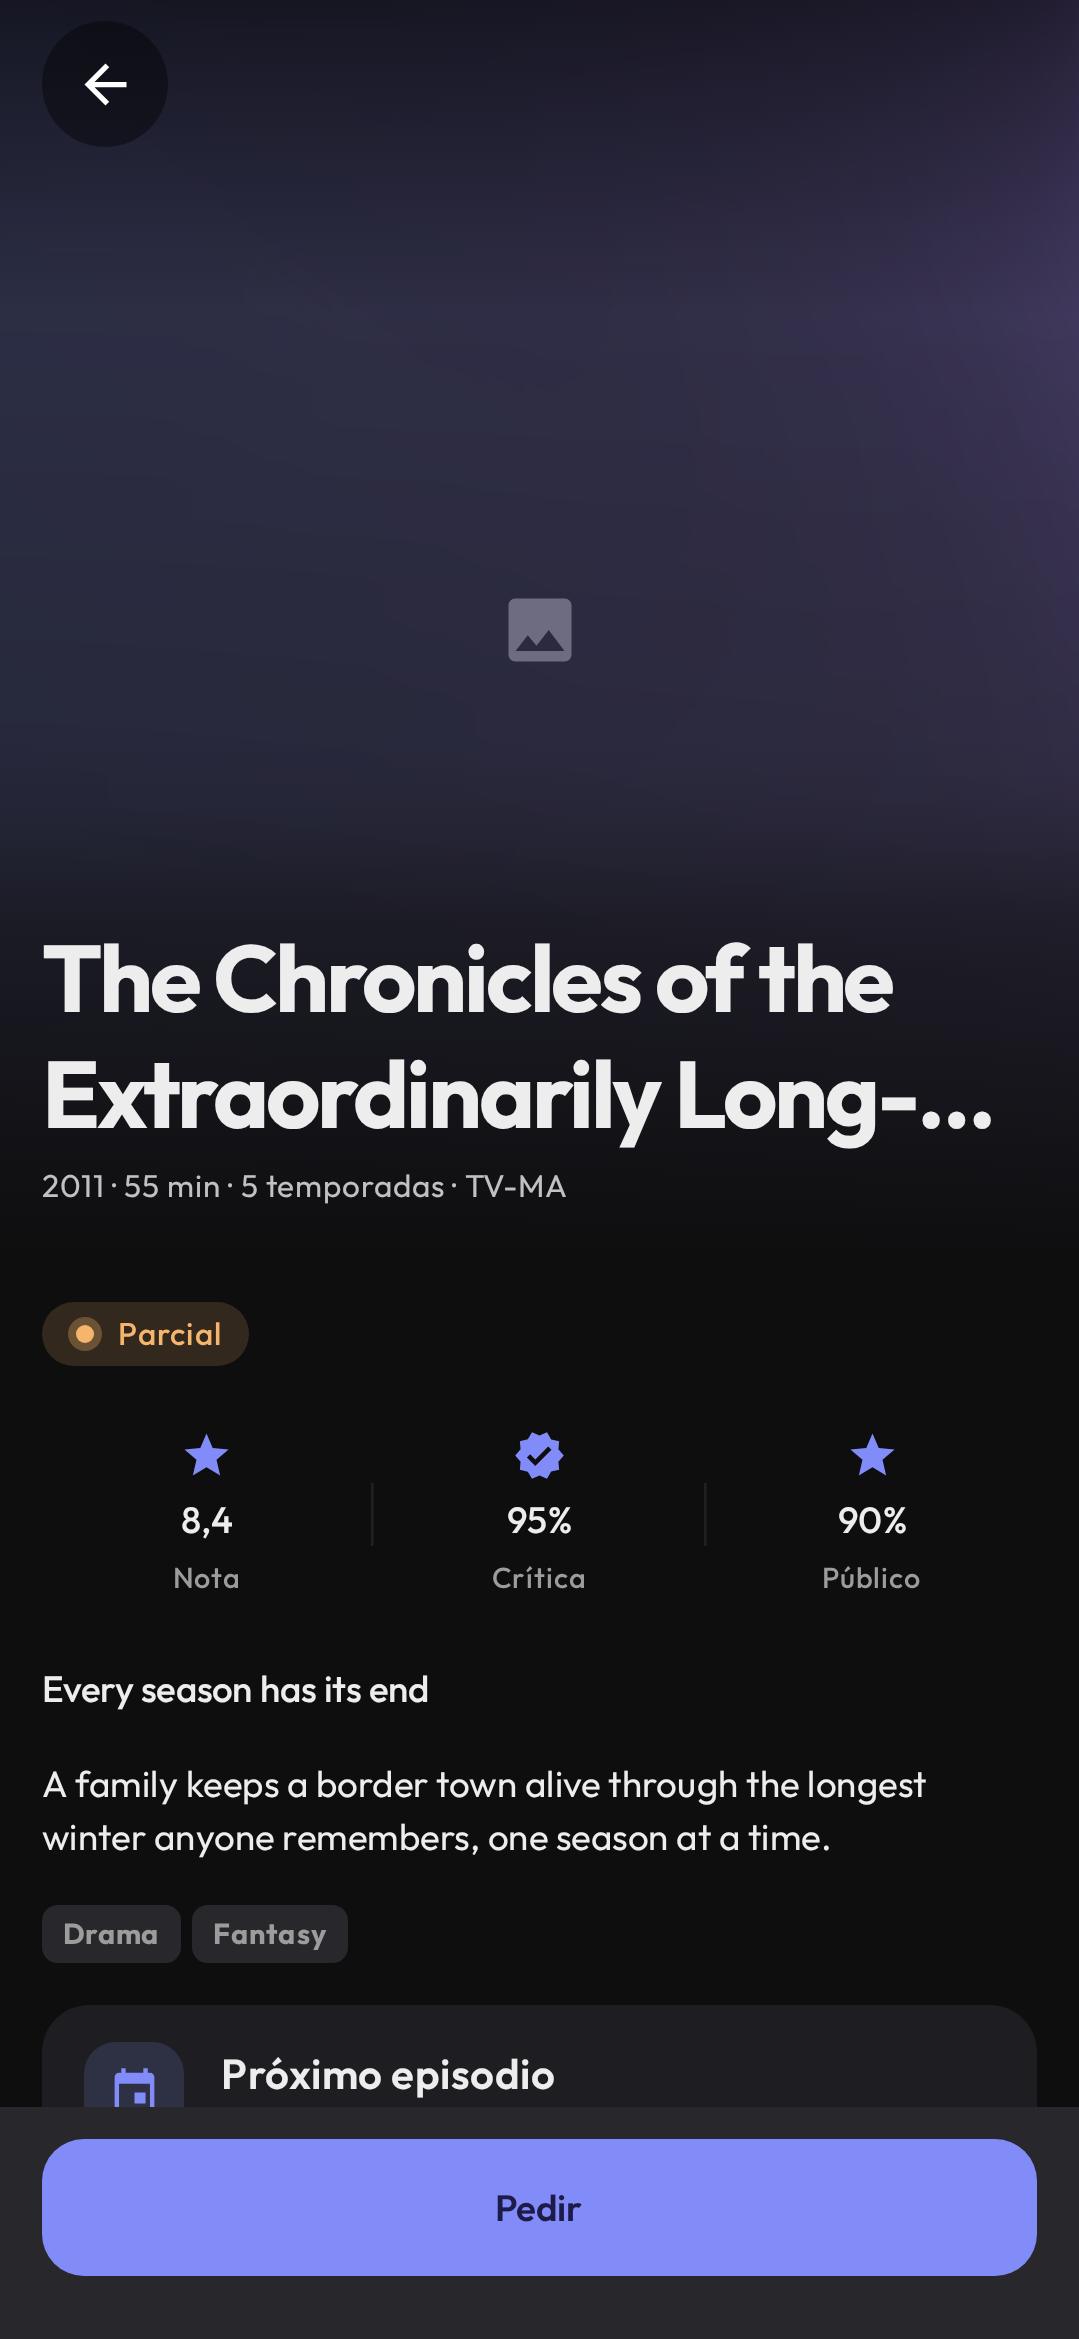 The Chronicles of the
Extraordinarily Long-...
2011 · 55 min · 5 temporadas · TV-MA
Parcial
8,4
Nota
95%
Crítica
90%
Público
Every season has its end
A family keeps a border town alive through the longest
winter anyone remembers, one season at a time.
Drama
Fantasy
Próximo episodio
Pedir